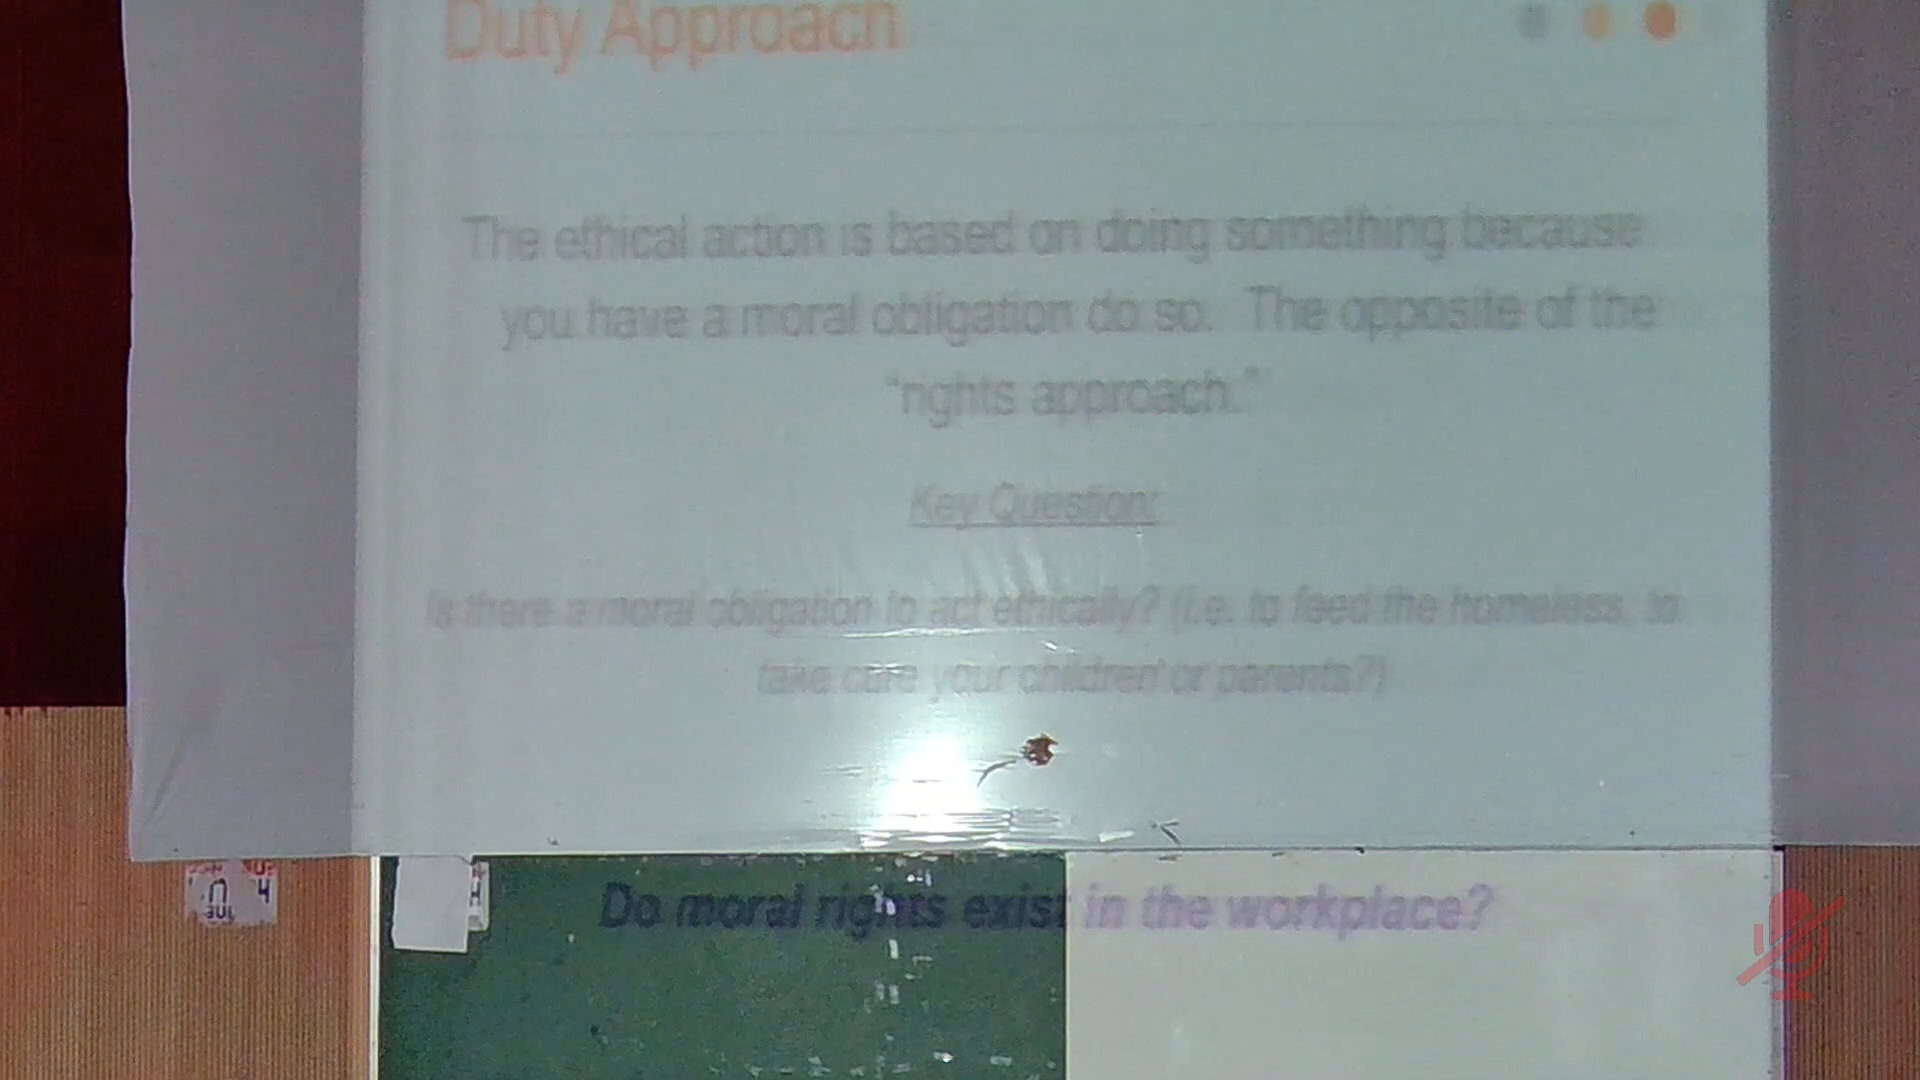 Duty Approach
The ethical action is based on doing something because
you have a moral obligation do so. The opposite of the
"rights approach."
Key Question:
Is there a moral obligation to act ethically? (i.e. to feed the homeless, to
take care your children or parents?)
Do moral rights exist in the workplace?